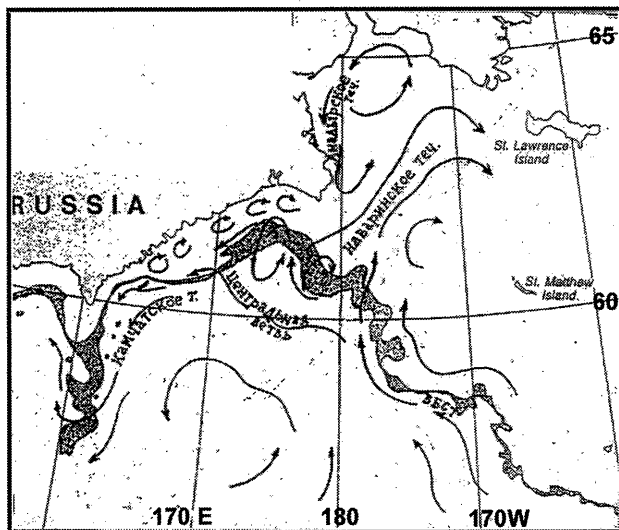 65
Анадырское
теч.
St. Lawrence
Island
Наваринское теч.
RUSSIA
St. Matthew
Island.
60
Камчатское т.
Центральная
ветвь
170 E
180
170W